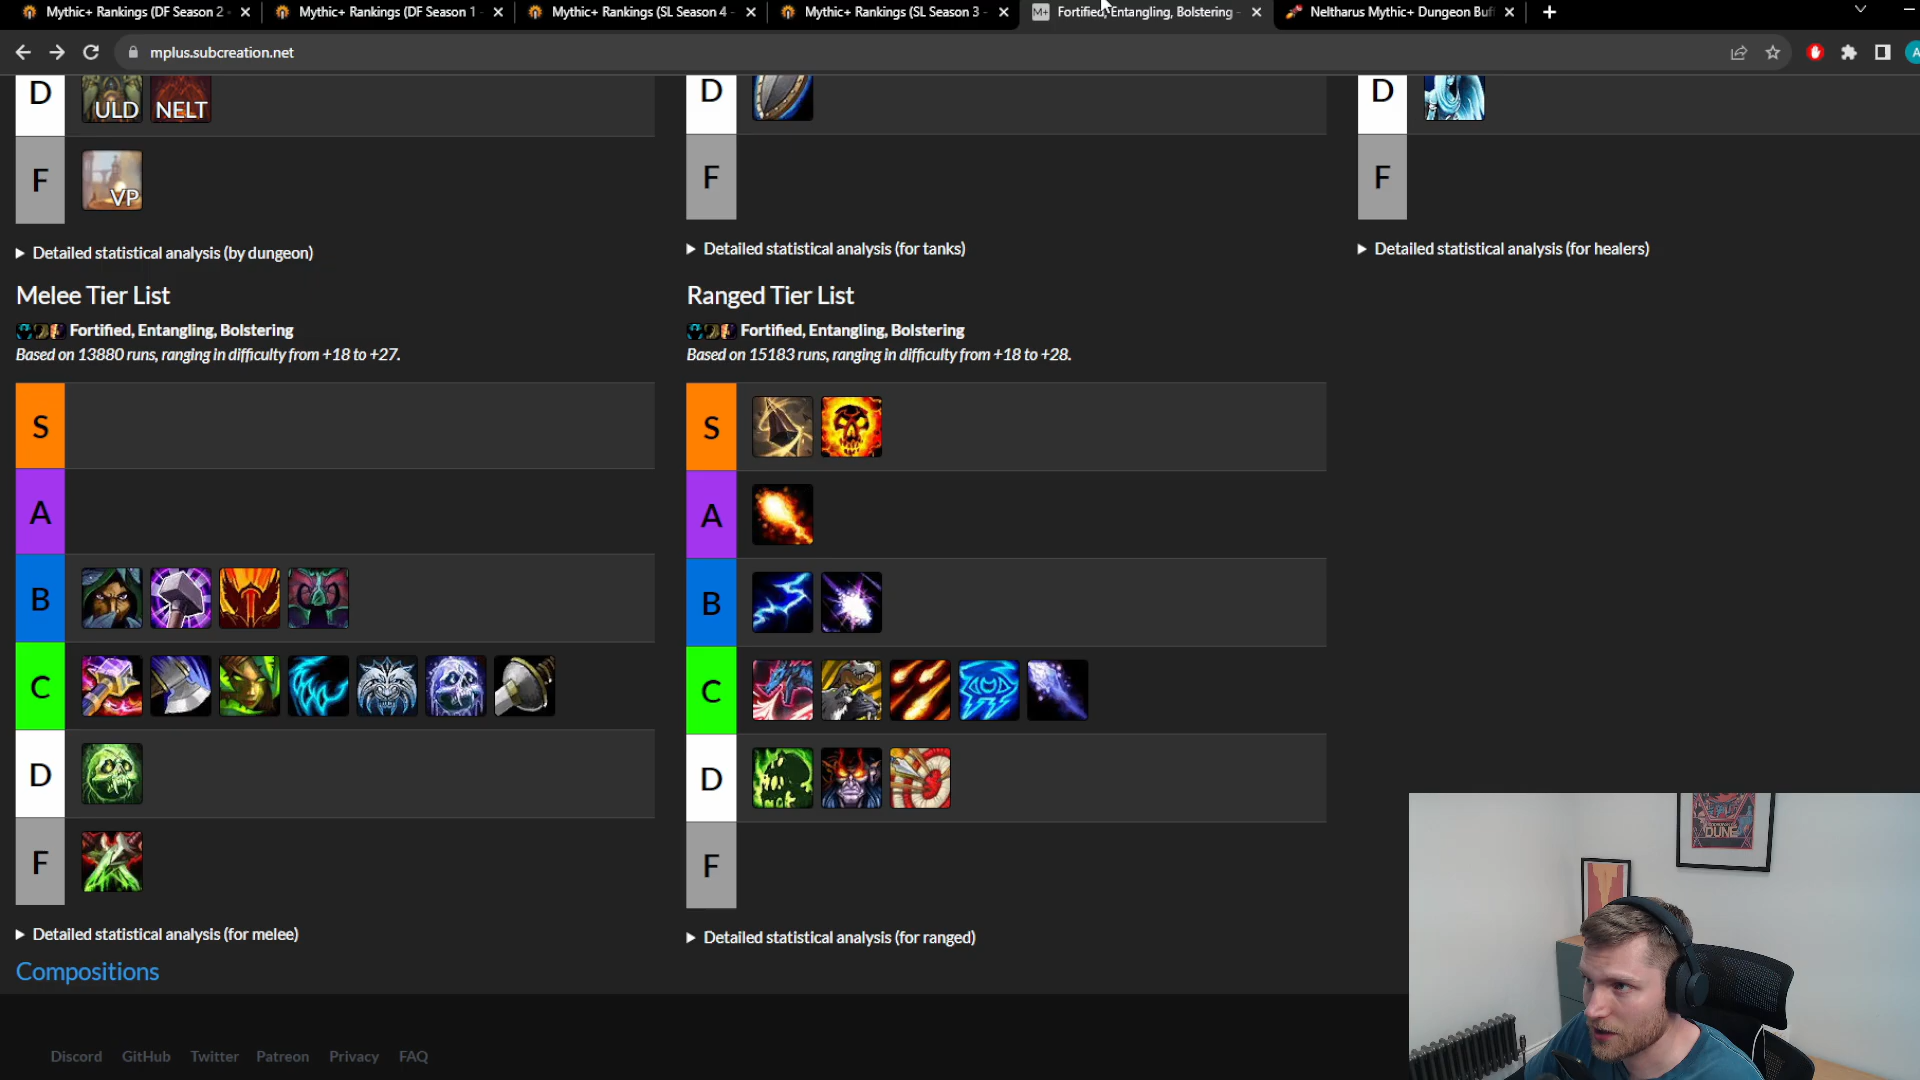 Mythic+ Rankings (DF Season 2 -
Mythic+ Rankings (DF Season 1 -
Mythic+ Rankings (SL Season 4 -
Mythic+ Rankings (SL Season 3 -
M+ Fortified, Entangling, Bolstering -
Neltharus Mythic+ Dungeon Buff
mplus.subcreation.net
A
D ULD NELT
F VP
D
F
D
F
Detailed statistical analysis (by dungeon)
Detailed statistical analysis (for tanks)
Detailed statistical analysis (for healers)
Melee Tier List
Fortified, Entangling, Bolstering
Based on 13880 runs, ranging in difficulty from +18 to +27.
S
A
B
C
D
F
Detailed statistical analysis (for melee)
Ranged Tier List
Fortified, Entangling, Bolstering
Based on 15183 runs, ranging in difficulty from +18 to +28.
S
A
B
C
D
F
Detailed statistical analysis (for ranged)
Compositions
DUNE
Discord GitHub Twitter Patreon Privacy FAQ